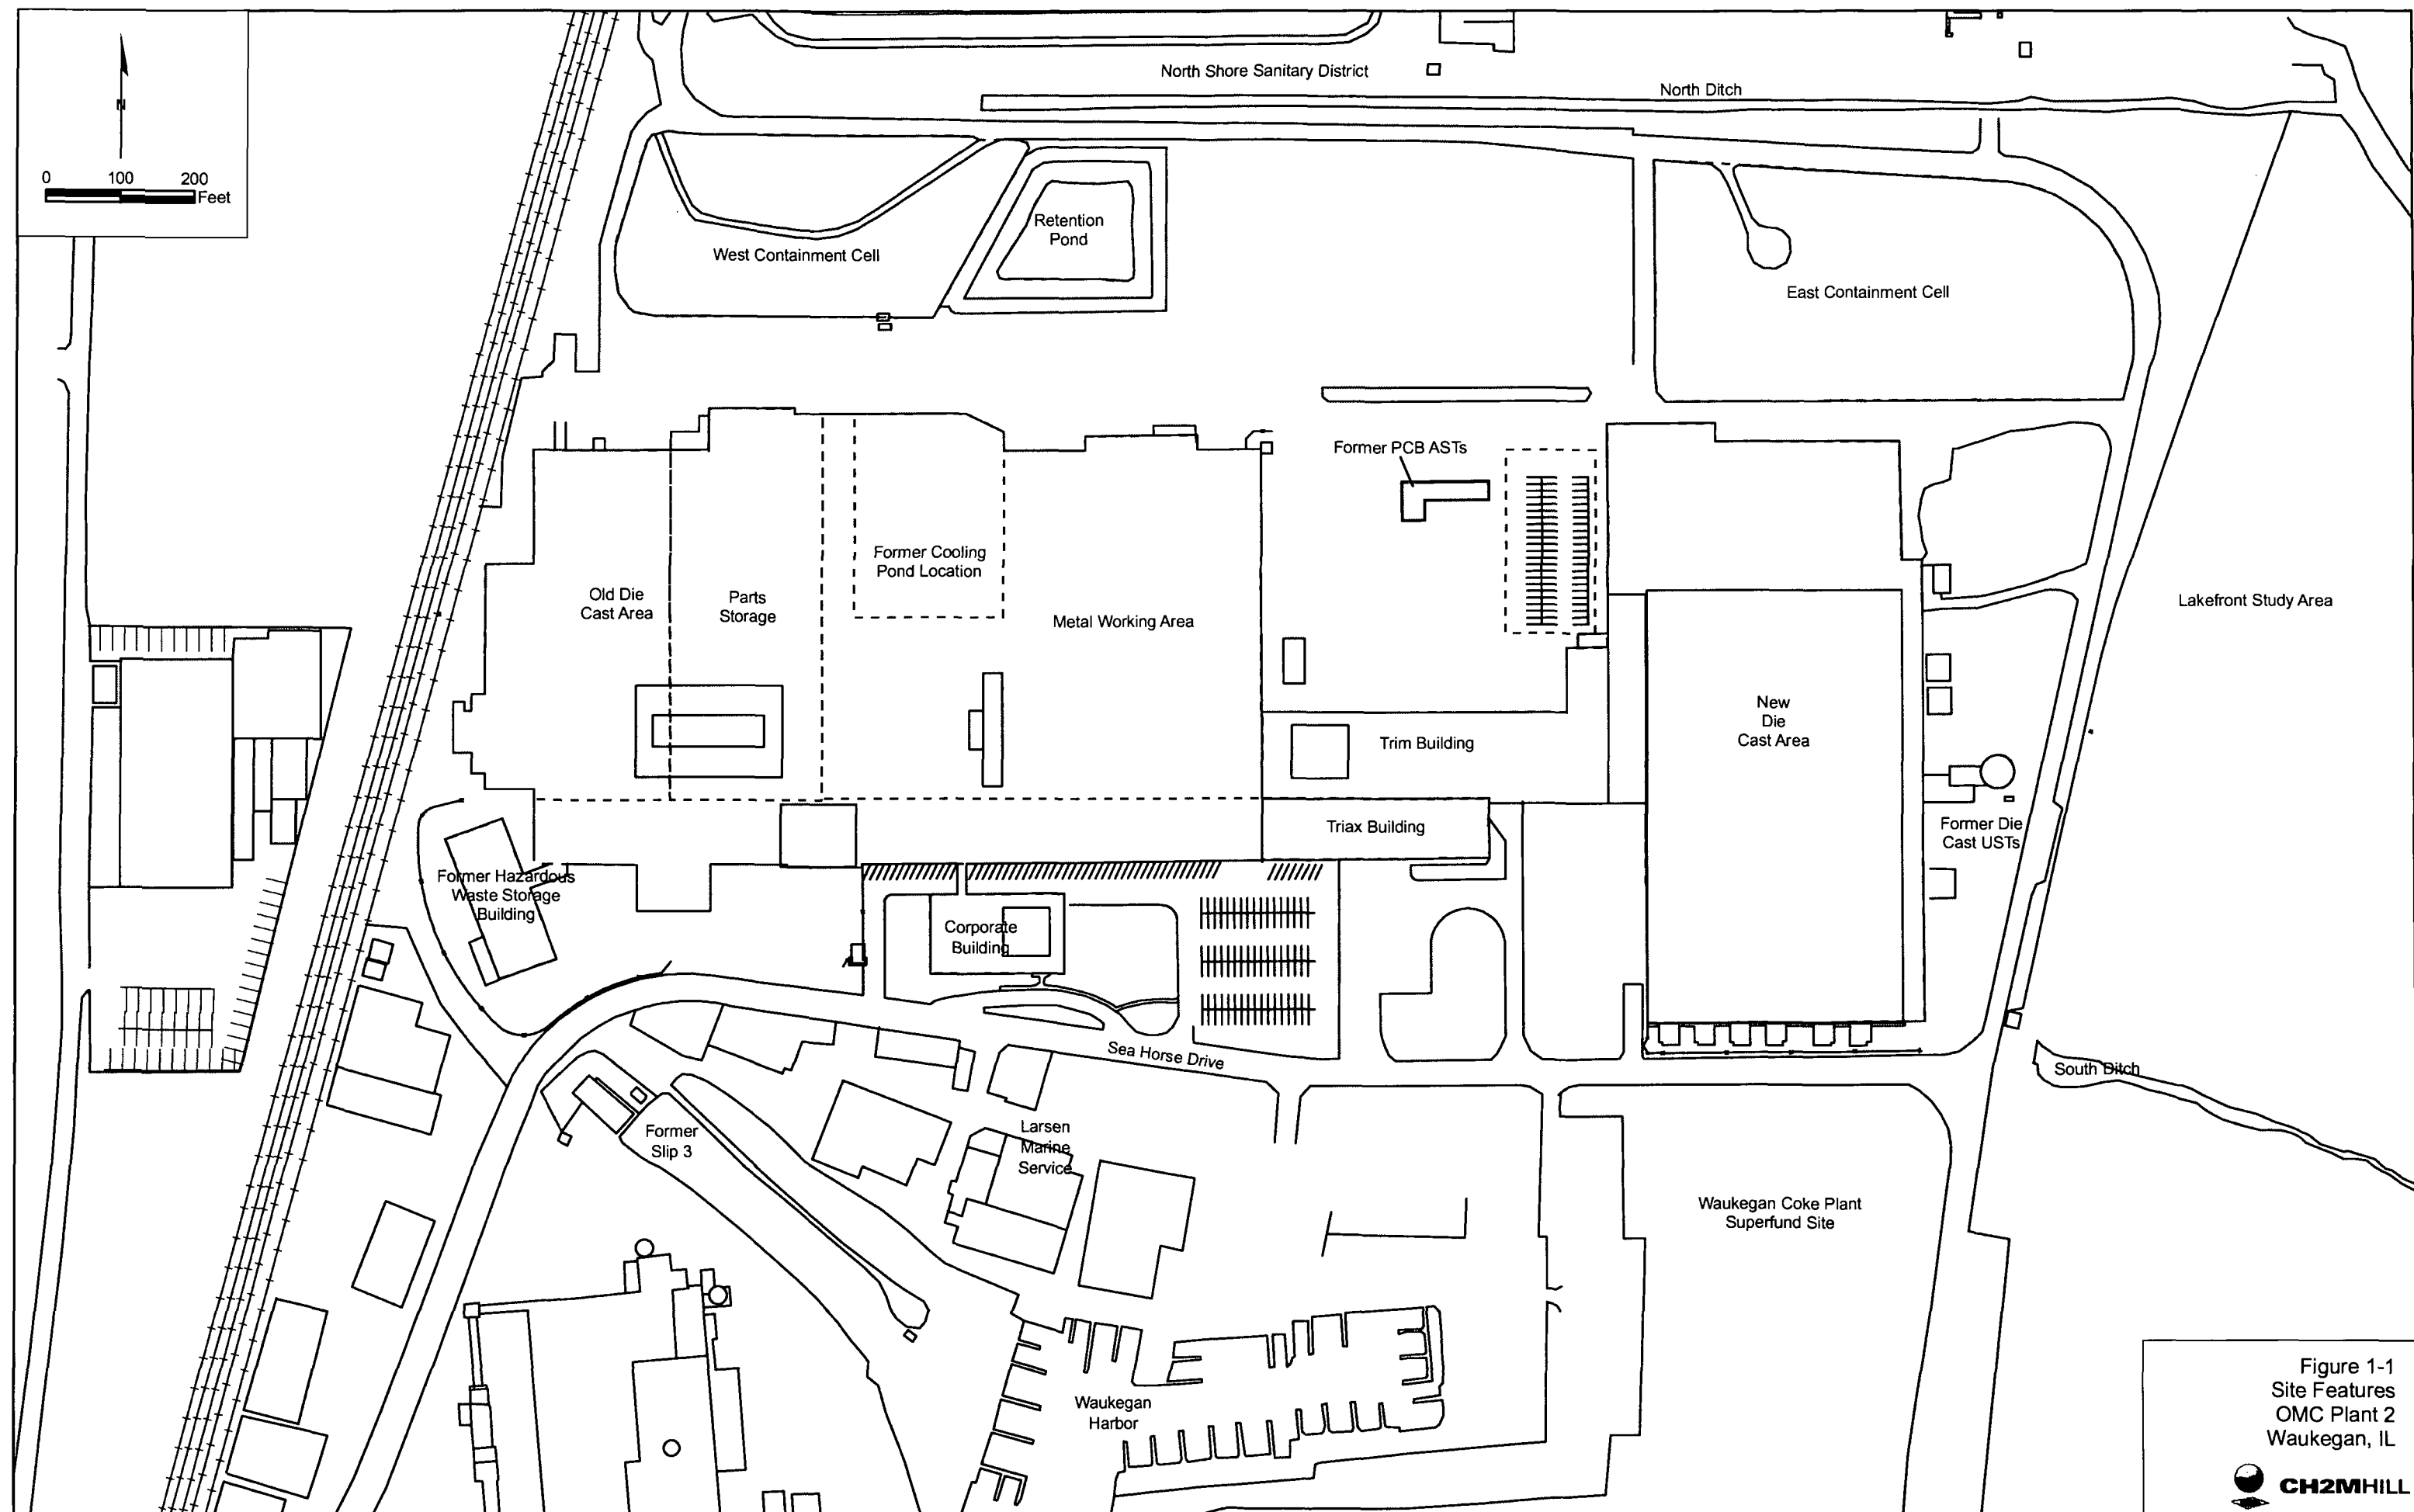 North Shore Sanitary District
North Ditch
N
0 100 200
Feet
Retention
Pond
West Containment Cell
East Containment Cell
Former PCB ASTs
Former Cooling
Pond Location
Old Die
Cast Area
Parts
Storage
Metal Working Area
Lakefront Study Area
New
Die
Cast Area
Trim Building
Triax Building
Former Die
Cast USTs
Former Hazardous
Waste Storage
Building
Corporate
Building
Sea Horse Drive
South Ditch
Former
Slip 3
Larsen
Marine
Service
Waukegan Coke Plant
Superfund Site
Waukegan
Harbor
Figure 1-1
Site Features
OMC Plant 2
Waukegan, IL
CH2MHILL